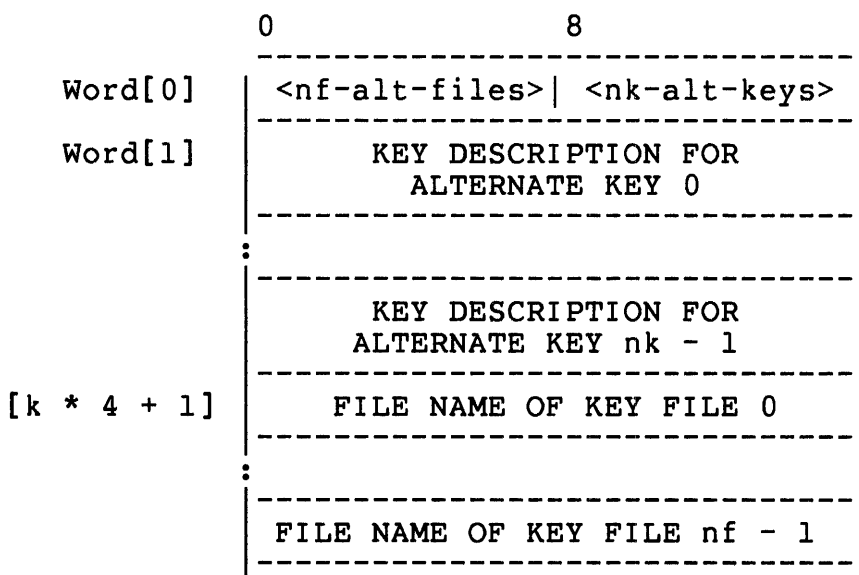 0 8
Word[0] <nf-alt-files>| <nk-alt-keys>
Word[1] KEY DESCRIPTION FOR
ALTERNATE KEY 0
:
KEY DESCRIPTION FOR
ALTERNATE KEY nk - 1
[k * 4 + 1] FILE NAME OF KEY FILE 0
:
FILE NAME OF KEY FILE nf - 1